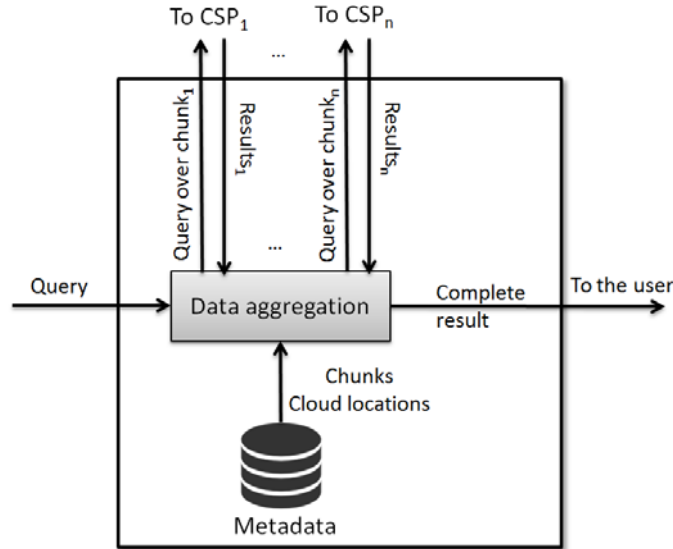 To CSP₁
To CSPₙ
...
Query over chunk₁
Results₁
Query over chunkₙ
Resultsₙ
...
Query
Data aggregation
Complete
result
To the user
Chunks
Cloud locations
Metadata